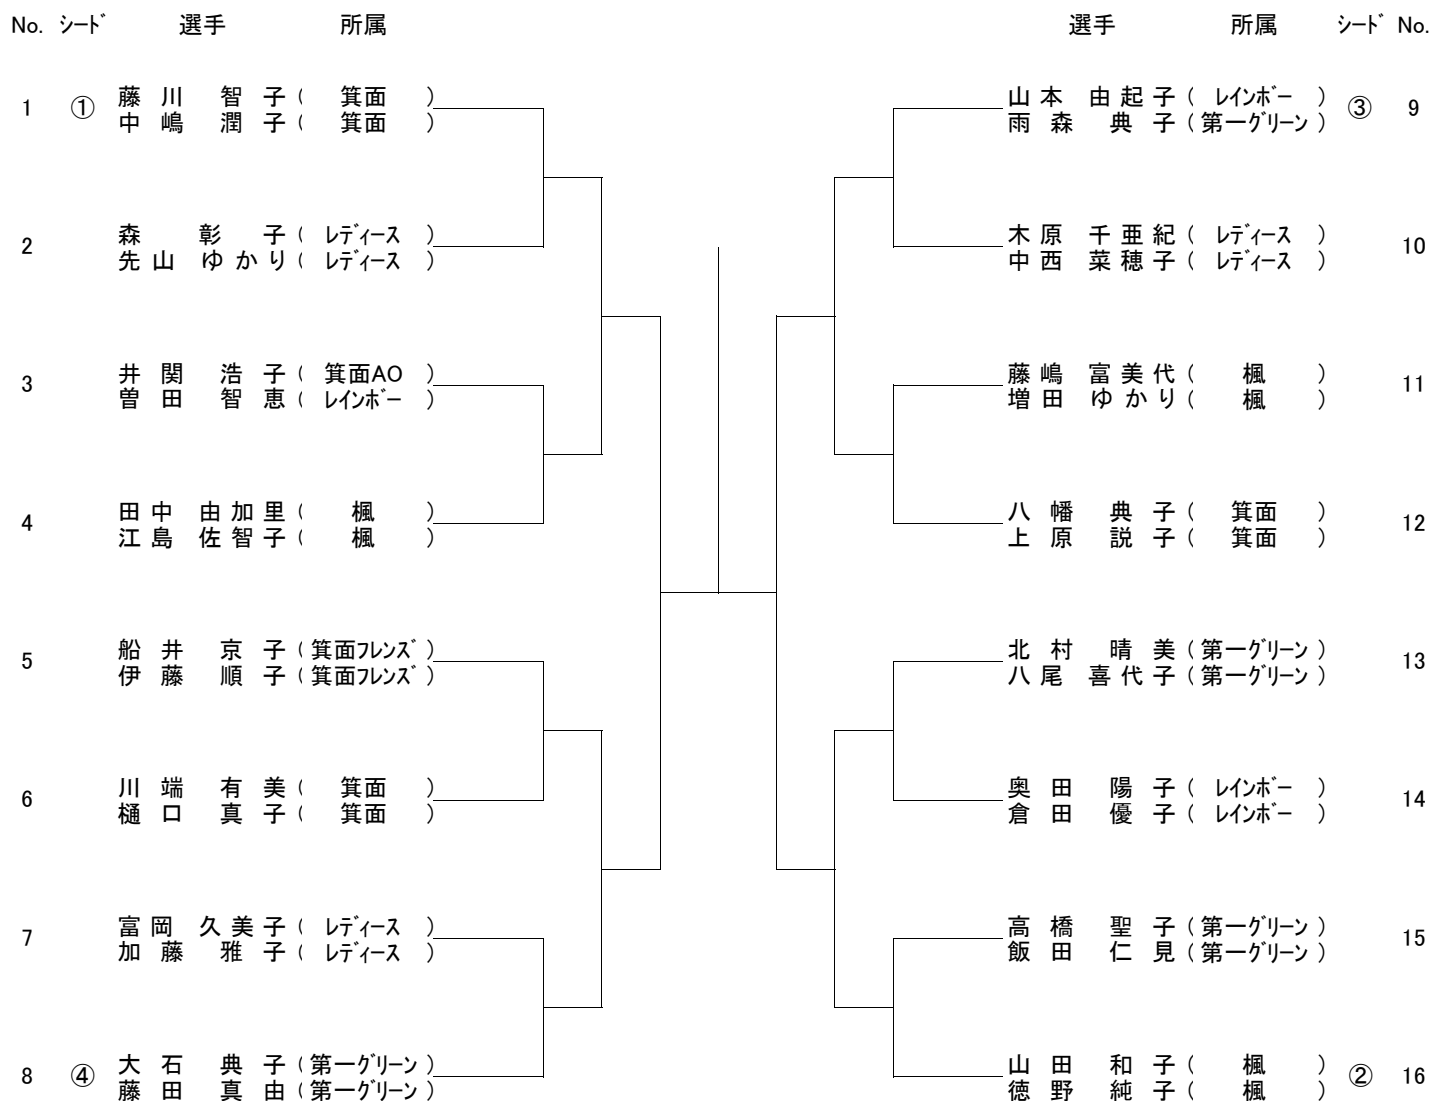 No. シード 選手 所属 選手 所属 シード No.
藤川 智子 ( 箕面 ) 山本 由起子 ( レインボー )
1 ① ③ 9
中嶋 潤子 ( 箕面 ) 雨森 典子 ( 第一グリーン )
森 彰子 ( レディース ) 木原 千亜紀 ( レディース )
2 10
先山 ゆかり ( レディース ) 中西 菜穂子 ( レディース )
井関 浩子 ( 箕面AO ) 藤嶋 富美代 ( 楓 )
3 11
曽田 智恵 ( レインボー ) 増田 ゆかり ( 楓 )
田中 由加里 ( 楓 ) 八幡 典子 ( 箕面 )
4 12
江島 佐智子 ( 楓 ) 上原 説子 ( 箕面 )
船井 京子 ( 箕面フレンズ ) 北村 晴美 ( 第一グリーン )
5 13
伊藤 順子 ( 箕面フレンズ ) 八尾 喜代子 ( 第一グリーン )
川端 有美 ( 箕面 ) 奥田 陽子 ( レインボー )
6 14
樋口 真子 ( 箕面 ) 倉田 優子 ( レインボー )
富岡 久美子 ( レディース ) 高橋 聖子 ( 第一グリーン )
7 15
加藤 雅子 ( レディース ) 飯田 仁見 ( 第一グリーン )
大石 典子 ( 第一グリーン ) 山田 和子 ( 楓 )
8 ④ ② 16
藤田 真由 ( 第一グリーン ) 徳野 純子 ( 楓 )